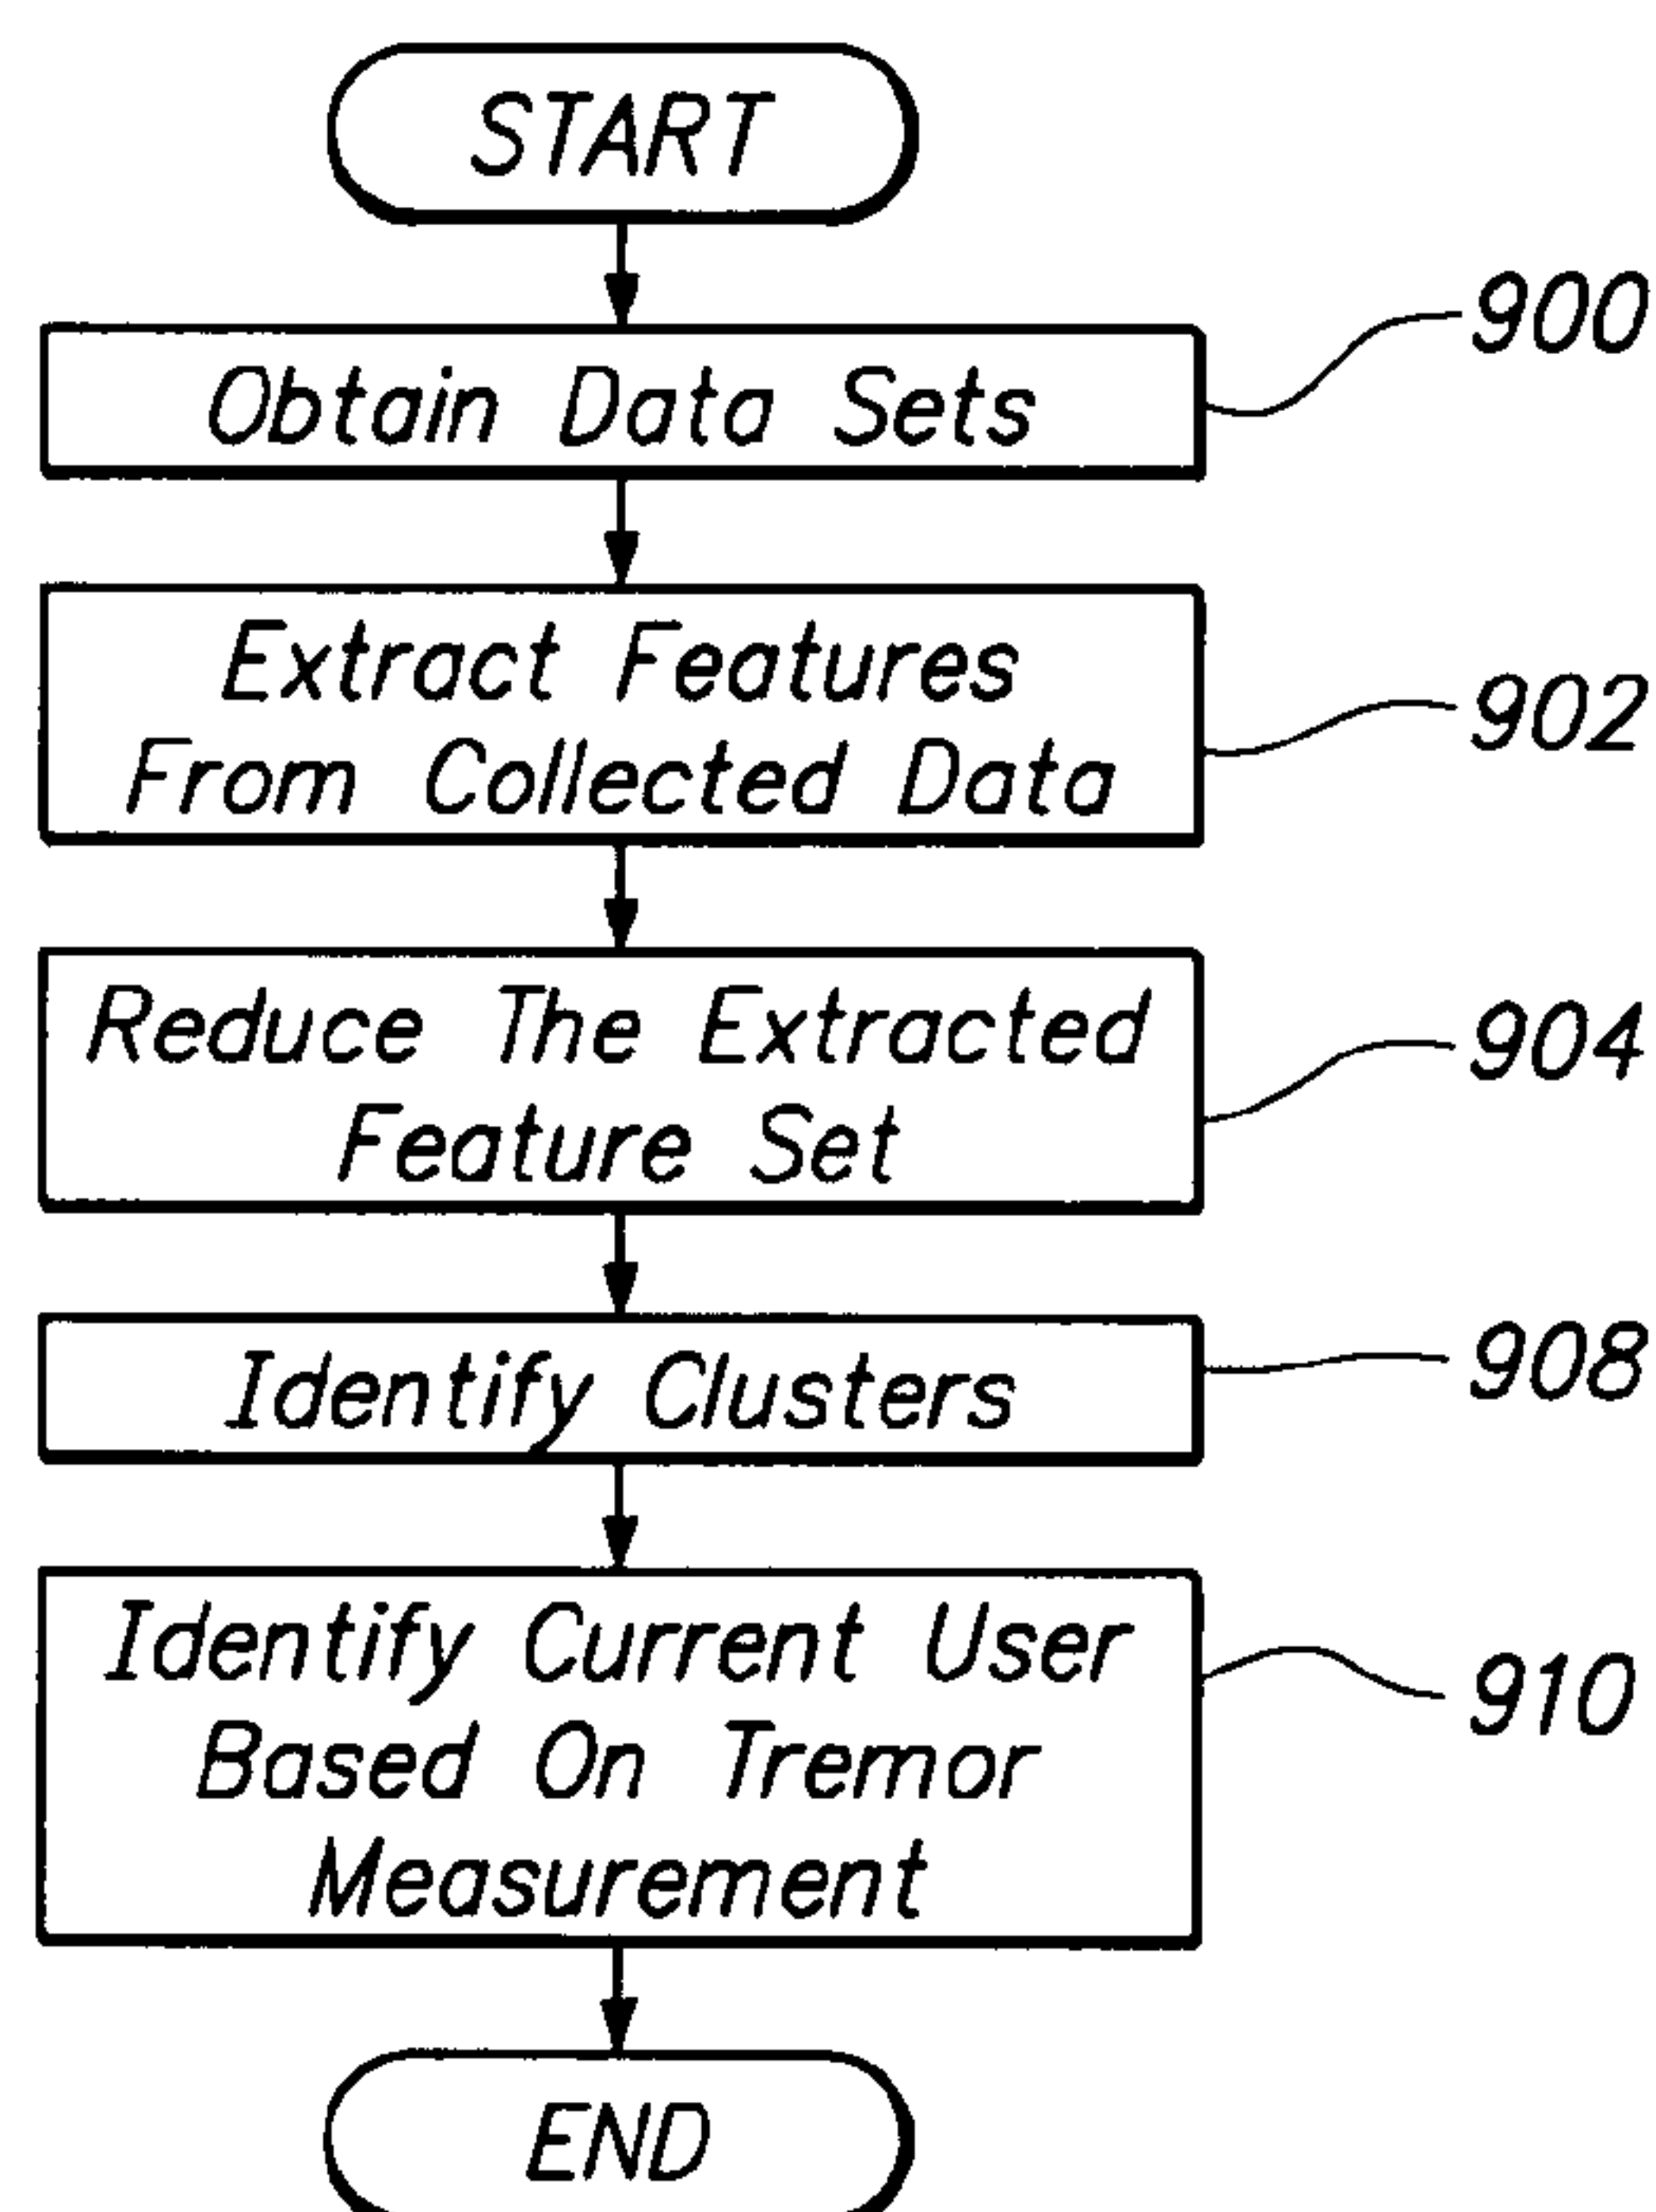 START
900
Obtain Data Sets
Extract Features
902
From Collected Data
Reduce The Extracted
904
Feature Set
Identify Clusters
908
Identify Current User
910
Based On Tremor
Measurement
END